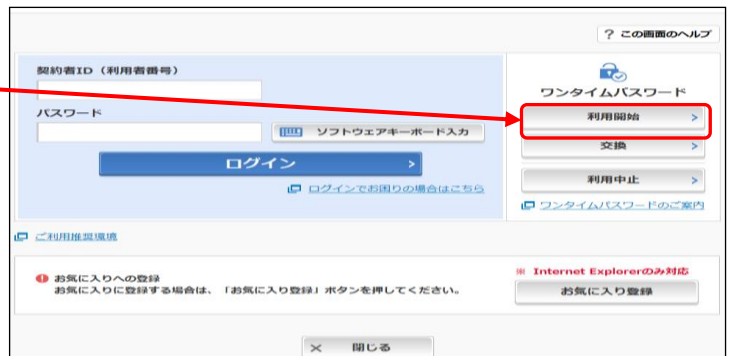 ? この画面のヘルプ
契約者ID（利用者番号）
パスワード
ソフトウェアキーボード入力
ログイン >
ログインでお困りの場合はこちら
ワンタイムパスワード
利用開始 >
交換 >
利用中止 >
ワンタイムパスワードのご案内
ご利用推奨環境
お気に入りへの登録
お気に入りに登録する場合は、「お気に入り登録」ボタンを押してください。
※ Internet Explorerのみ対応
お気に入り登録
× 閉じる